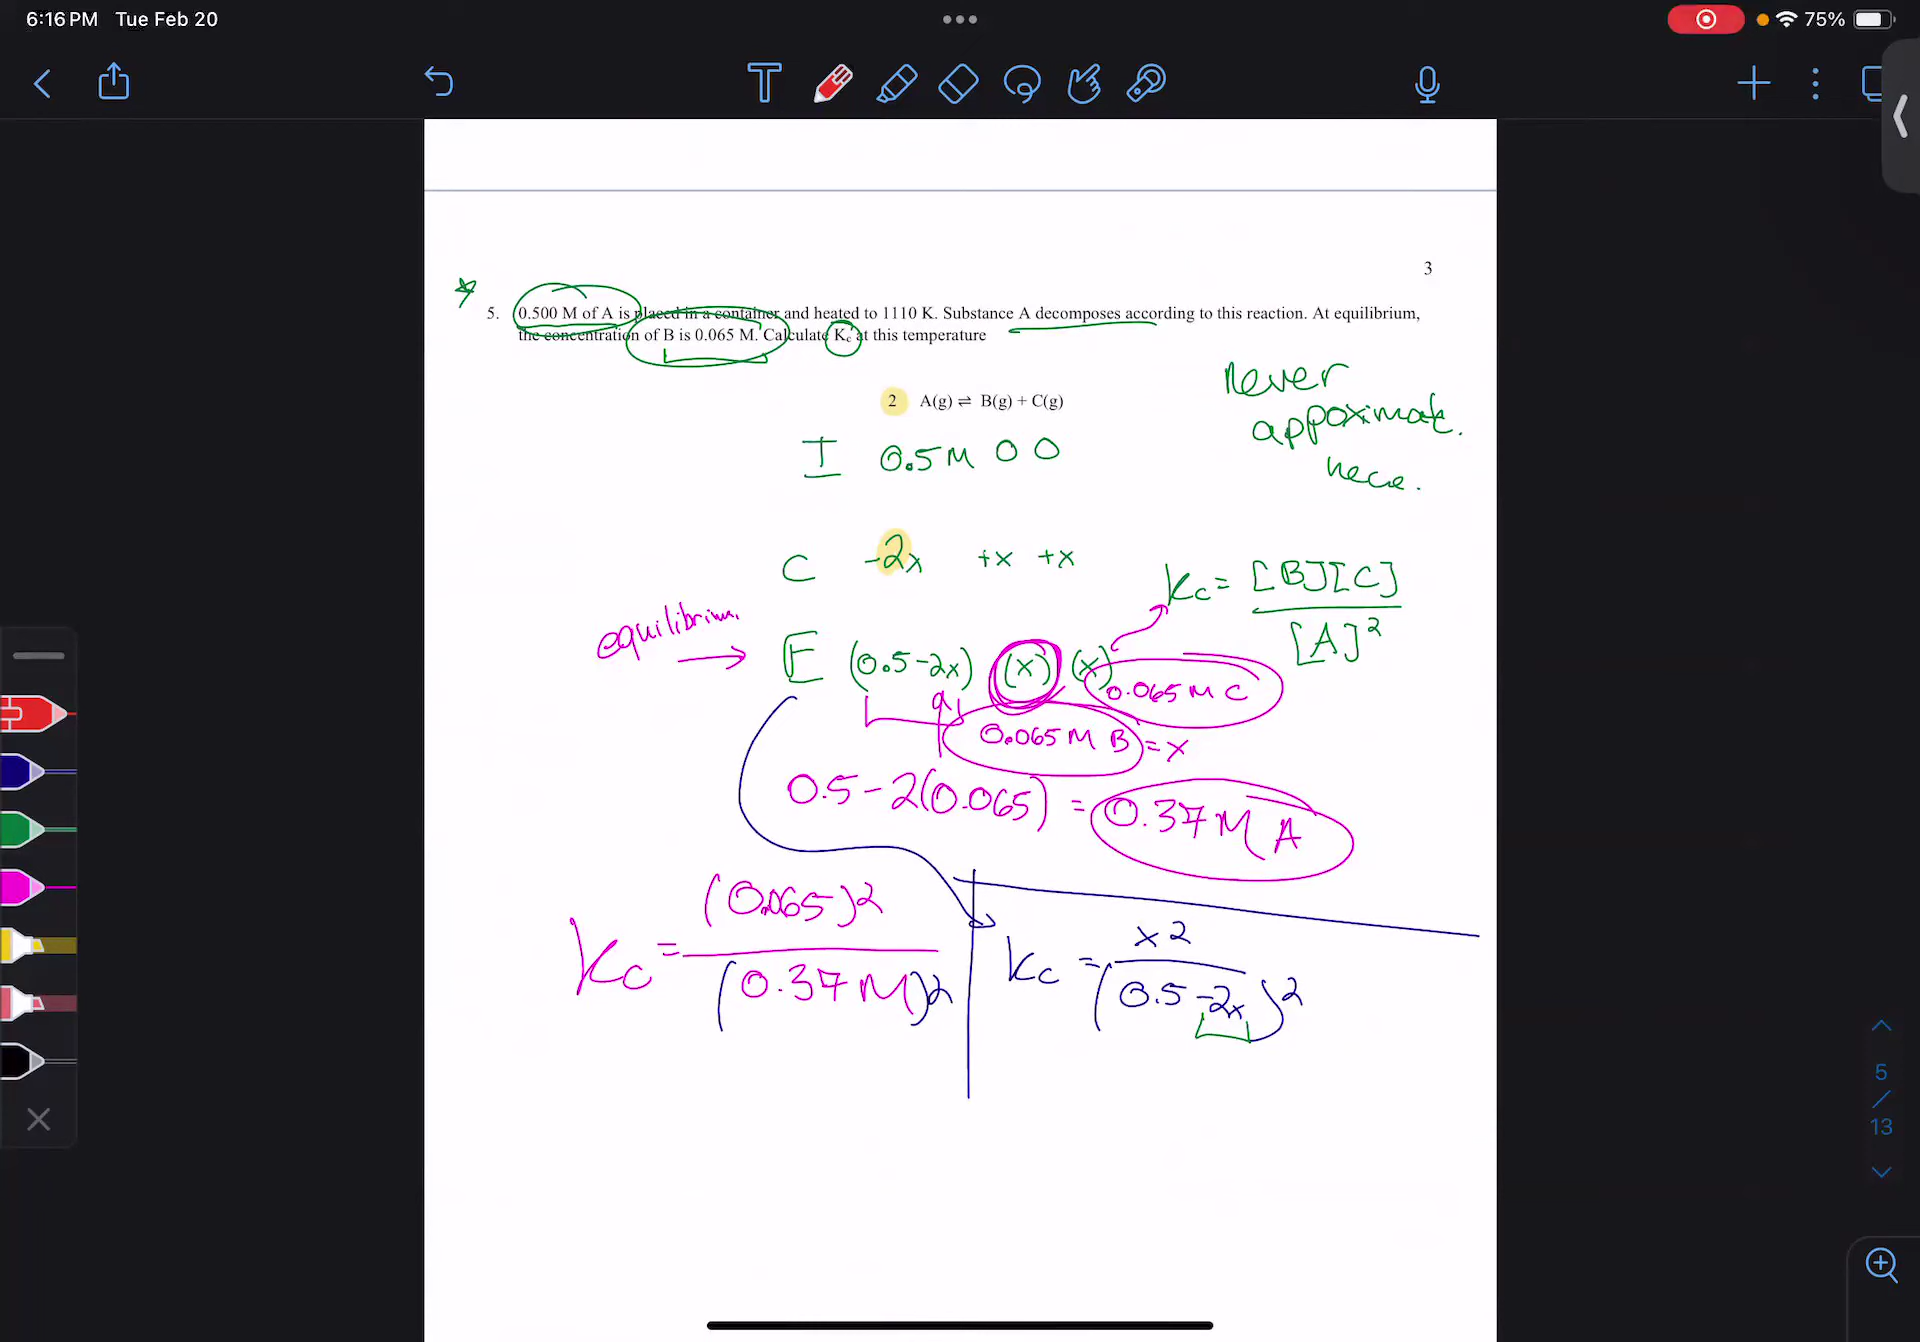 6:16 PM Tue Feb 20
75%
3
5. 0.500 M of A is placed in a container and heated to 1110 K. Substance A decomposes according to this reaction. At equilibrium,
the concentration of B is 0.065 M. Calculate Kc at this temperature
never
appoximate.
here.
2 A(g) ⇌ B(g) + C(g)
I 0.5M 0 0
C -2x +x +x
Kc = [B][C]
[A]²
equilibrium.
E (0.5-2x) (x) (x)
0.065 M C
0.065 M B = x
0.5 - 2(0.065) = 0.37 M A
Kc = (0.065)2
(0.37 M)2
Kc = x2
(0.5 -2x)2
5
/
13